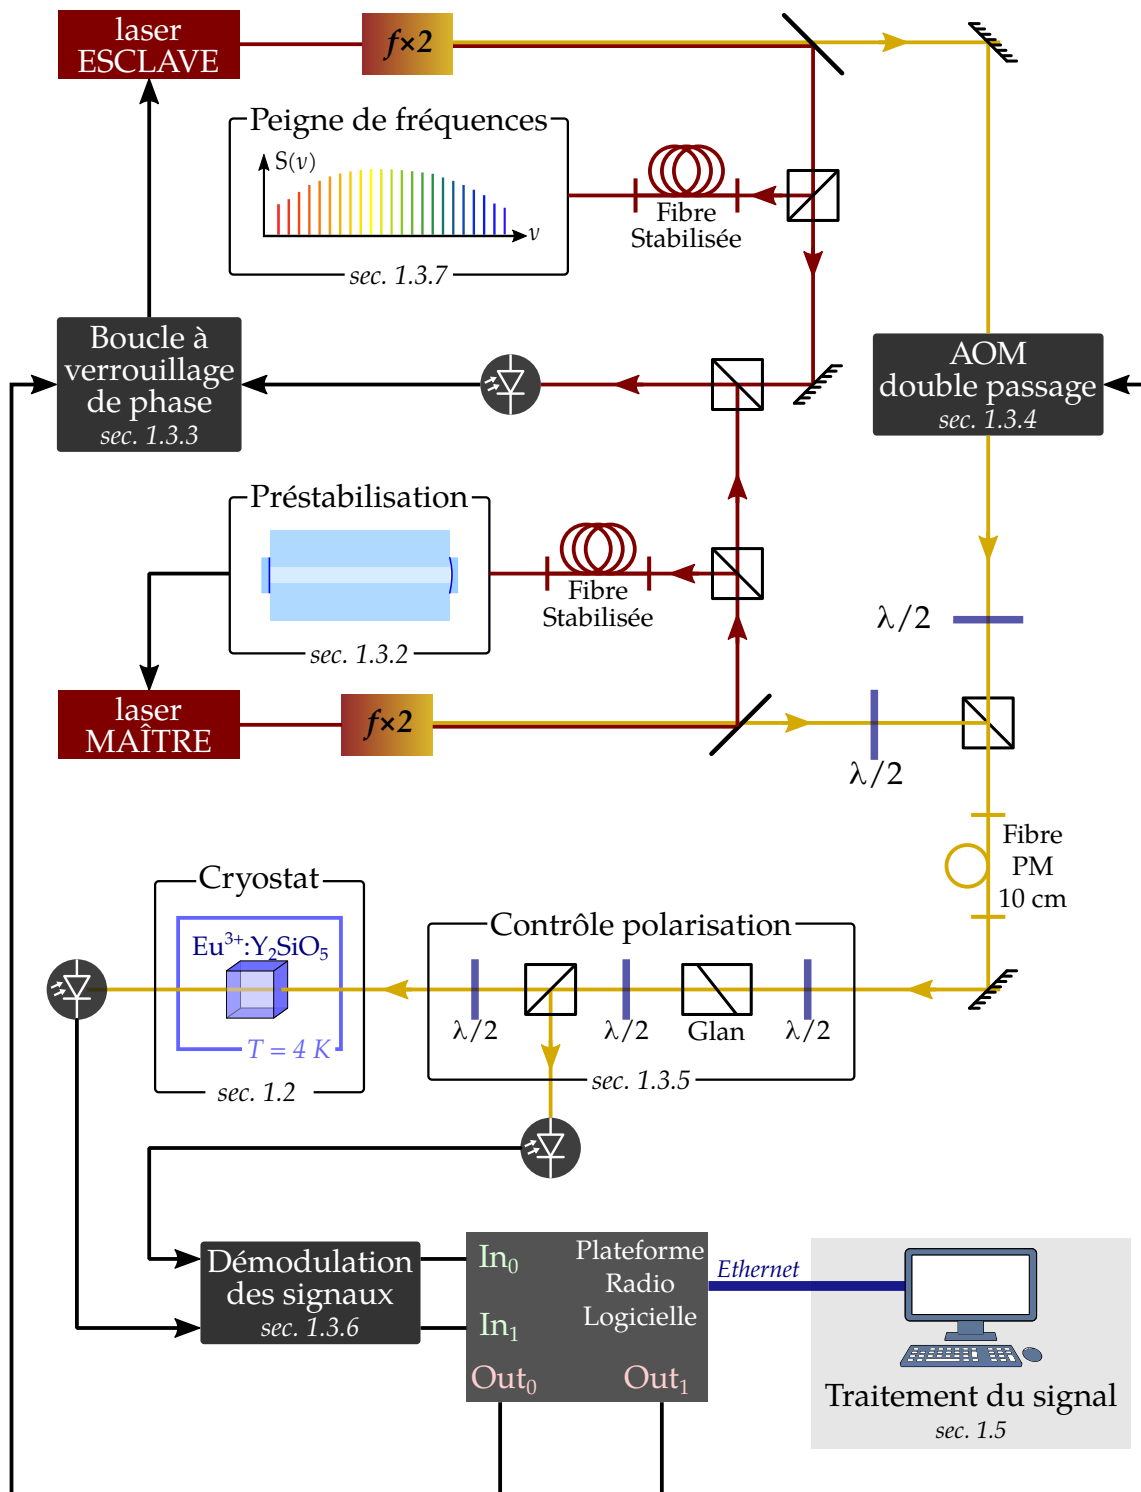 laser
ESCLAVE
f×2
Peigne de fréquences
S(ν)
ν
sec. 1.3.7
Fibre
Stabilisée
Boucle à
verrouillage
de phase
sec. 1.3.3
AOM
double passage
sec. 1.3.4
Préstabilisation
sec. 1.3.2
Fibre
Stabilisée
λ/2
laser
MAÎTRE
f×2
λ/2
Fibre
PM
10 cm
Cryostat
Eu³⁺:Y₂SiO₅
T = 4 K
sec. 1.2
Contrôle polarisation
λ/2
λ/2
Glan
λ/2
sec. 1.3.5
Démodulation
des signaux
sec. 1.3.6
In₀
In₁
Out₀
Out₁
Plateforme
Radio
Logicielle
Ethernet
Traitement du signal
sec. 1.5